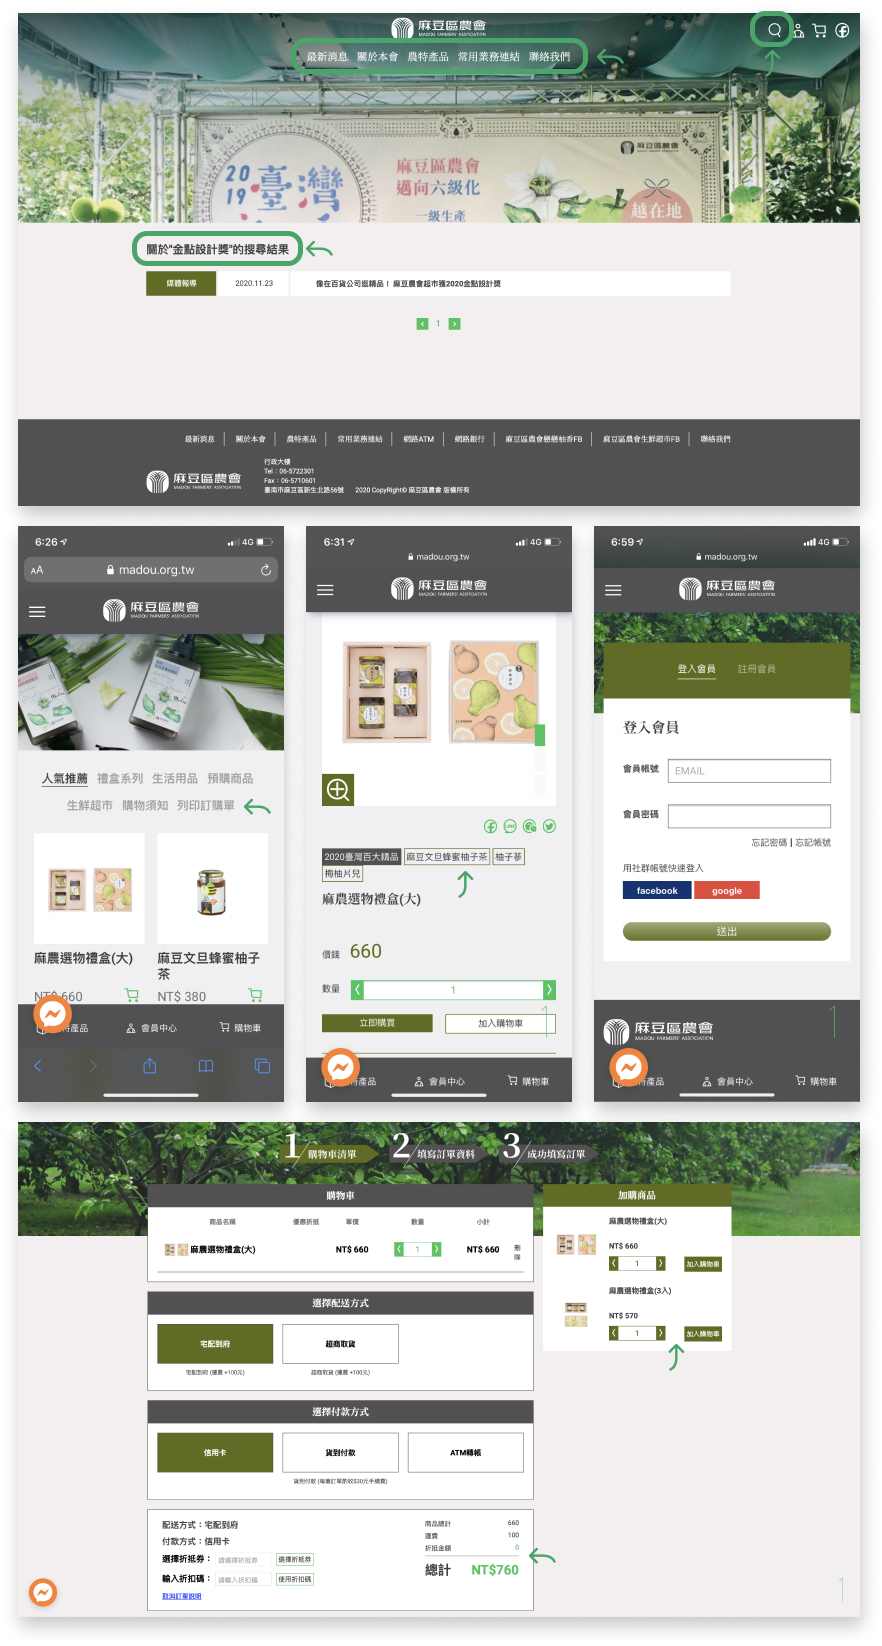 麻豆區農會
MADOU FARMERS' ASSOCIATION
最新消息 關於本會 農特產品 常用業務連結 聯絡我們
麻豆區農會
2019 臺灣
麻豆區農會
邁向六級化
一級生產
越在地
關於"金點設計獎"的搜尋結果
媒體報導 2020.11.23 像在百貨公司逛精品！ 麻豆農會超市獲2020金點設計獎
1
最新消息 關於本會 農特產品 常用業務連結 網路ATM 網路銀行 麻豆區農會戀戀柚香FB 麻豆區農會生鮮超市FB 聯絡我們
行政大樓
Tel：06-5722301
Fax：06-5710601
臺南市麻豆區新生北路56號 2020 CopyRight© 麻豆區農會 版權所有
麻豆區農會
MADOU FARMERS' ASSOCIATION
6:26 4G
AA madou.org.tw
麻豆區農會
MADOU FARMERS' ASSOCIATION
人氣推薦 禮盒系列 生活用品 預購商品
生鮮超市 購物須知 列印訂購單
麻農選物禮盒(大)
NT$ 660
麻豆文旦蜂蜜柚子茶
NT$ 380
特產品 會員中心 購物車
6:31 4G
madou.org.tw
麻豆區農會
MADOU FARMERS' ASSOCIATION
LINE
2020臺灣百大精品 麻豆文旦蜂蜜柚子茶 柚子蔘
梅柚片兒
麻農選物禮盒(大)
價錢 660
數量 1
立即購買 加入購物車
1
特產品 會員中心 購物車
6:59 4G
madou.org.tw
麻豆區農會
MADOU FARMERS' ASSOCIATION
登入會員 註冊會員
登入會員
會員帳號 EMAIL
會員密碼
忘記密碼 | 忘記帳號
用社群帳號快速登入
facebook google
送出
麻豆區農會
MADOU FARMERS' ASSOCIATION
1
特產品 會員中心 購物車
1 購物車清單 2 填寫訂單資料 3 成功填寫訂單
購物車
商品名稱 優惠折抵 單價 數量 小計
麻農選物禮盒(大) NT$ 660 1 NT$ 660 刪除
選擇配送方式
宅配到府 超商取貨
宅配到府 (運費 +100元) 超商取貨 (運費 +100元)
選擇付款方式
信用卡 貨到付款 ATM轉帳
貨到付款 (每筆訂單酌收$30元手續費)
配送方式：宅配到府
付款方式：信用卡
選擇折抵券： 請選擇折抵券 選擇折抵券
輸入折扣碼： 請輸入折扣碼 使用折扣碼
取消訂單說明
商品總計 660
運費 100
折抵金額 0
總計 NT$760
加購商品
麻農選物禮盒(大)
NT$ 660
1 加入購物車
麻農選物禮盒(3入)
NT$ 570
1 加入購物車
1